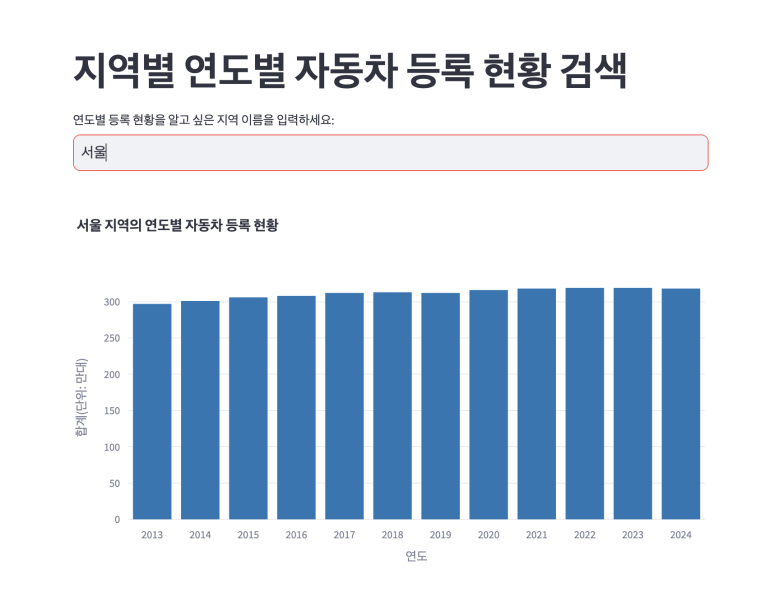 지역별 연도별 자동차 등록 현황 검색
연도별 등록 현황을 알고 싶은 지역 이름을 입력하세요:
서울
서울 지역의 연도별 자동차 등록 현황
300
250
200
150
100
50
0
합계(단위: 만대)
2013 2014 2015 2016 2017 2018 2019 2020 2021 2022 2023 2024
연도